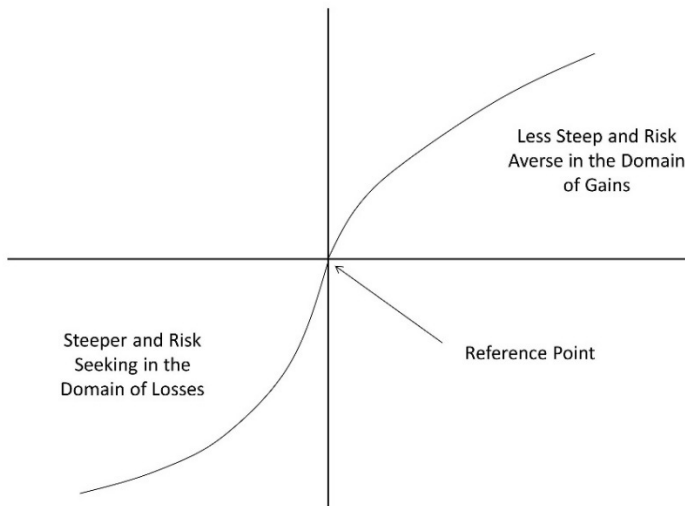 Less Steep and Risk
Averse in the Domain
of Gains
Steeper and Risk
Seeking in the
Domain of Losses
Reference Point